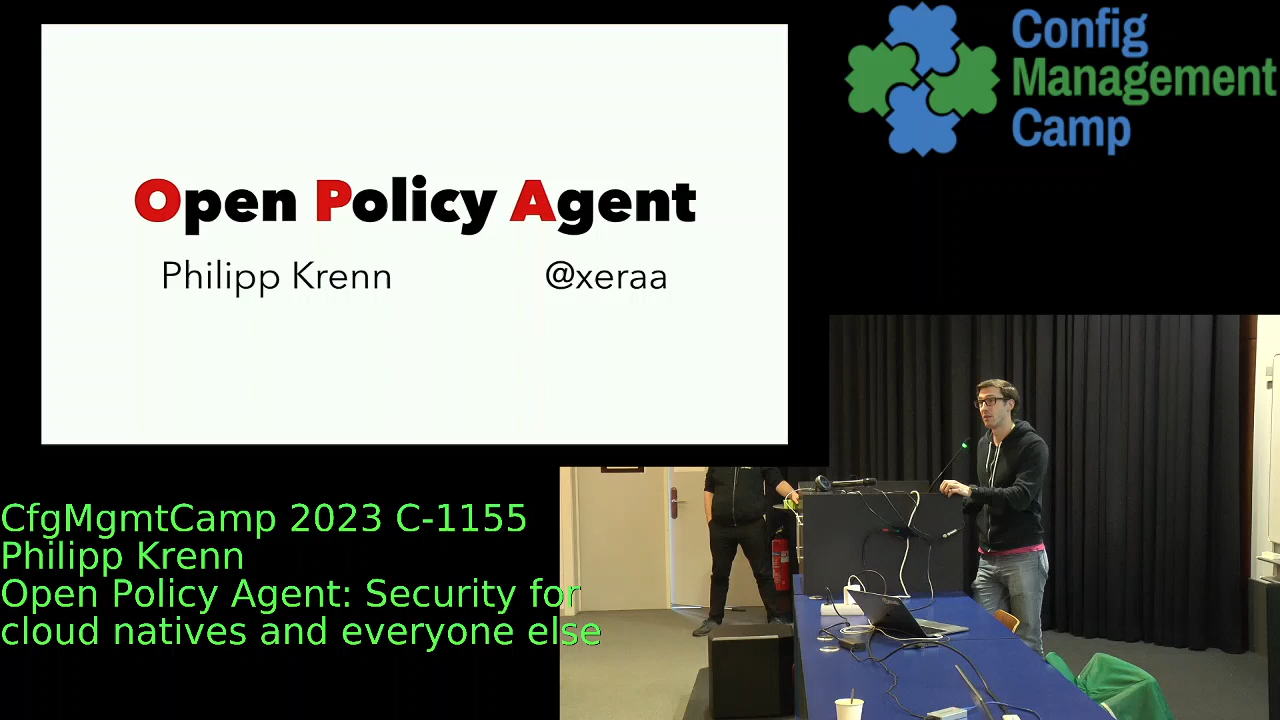 Open Policy Agent
Philipp Krenn @xeraa
Config
Management
Camp
CfgMgmtCamp 2023 C-1155
Philipp Krenn
Open Policy Agent: Security for
cloud natives and everyone else